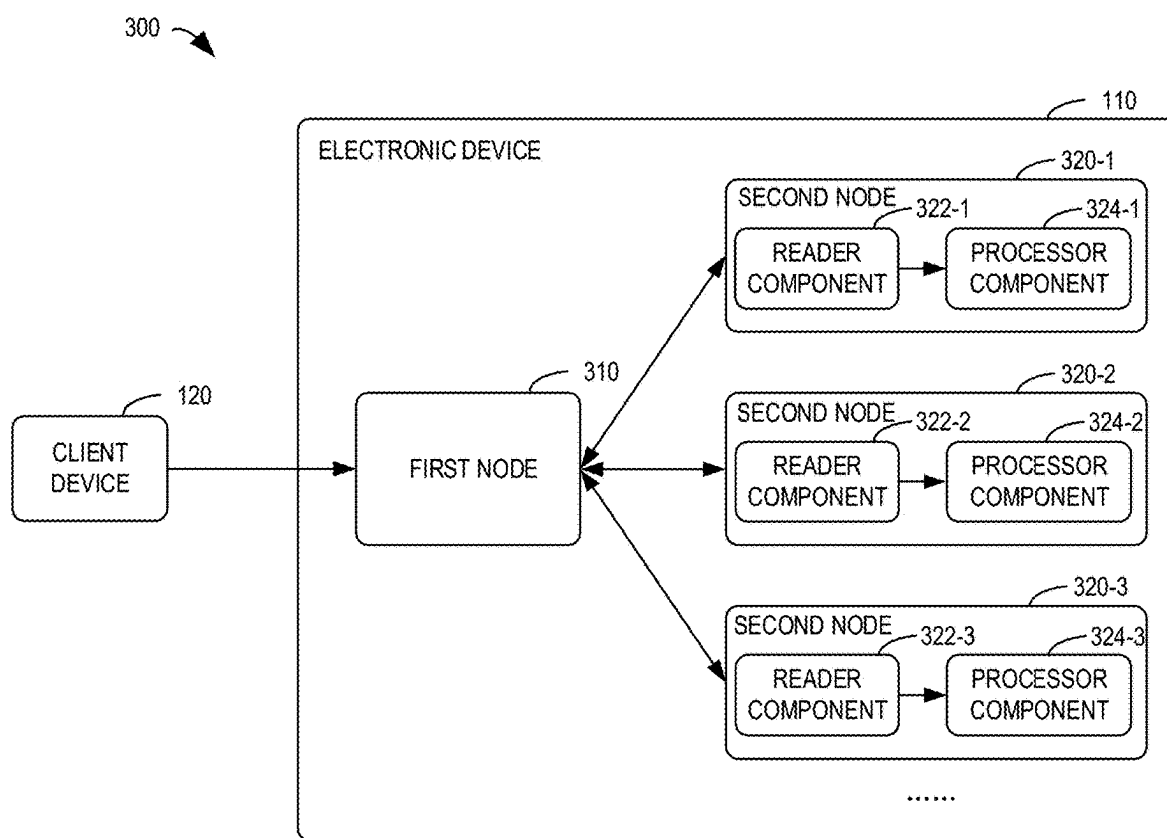 300
110
ELECTRONIC DEVICE
320-1
SECOND NODE
322-1
324-1
READER
COMPONENT
PROCESSOR
COMPONENT
310
320-2
120
SECOND NODE
322-2
324-2
CLIENT
DEVICE
FIRST NODE
READER
COMPONENT
PROCESSOR
COMPONENT
320-3
SECOND NODE
322-3
324-3
READER
COMPONENT
PROCESSOR
COMPONENT
......